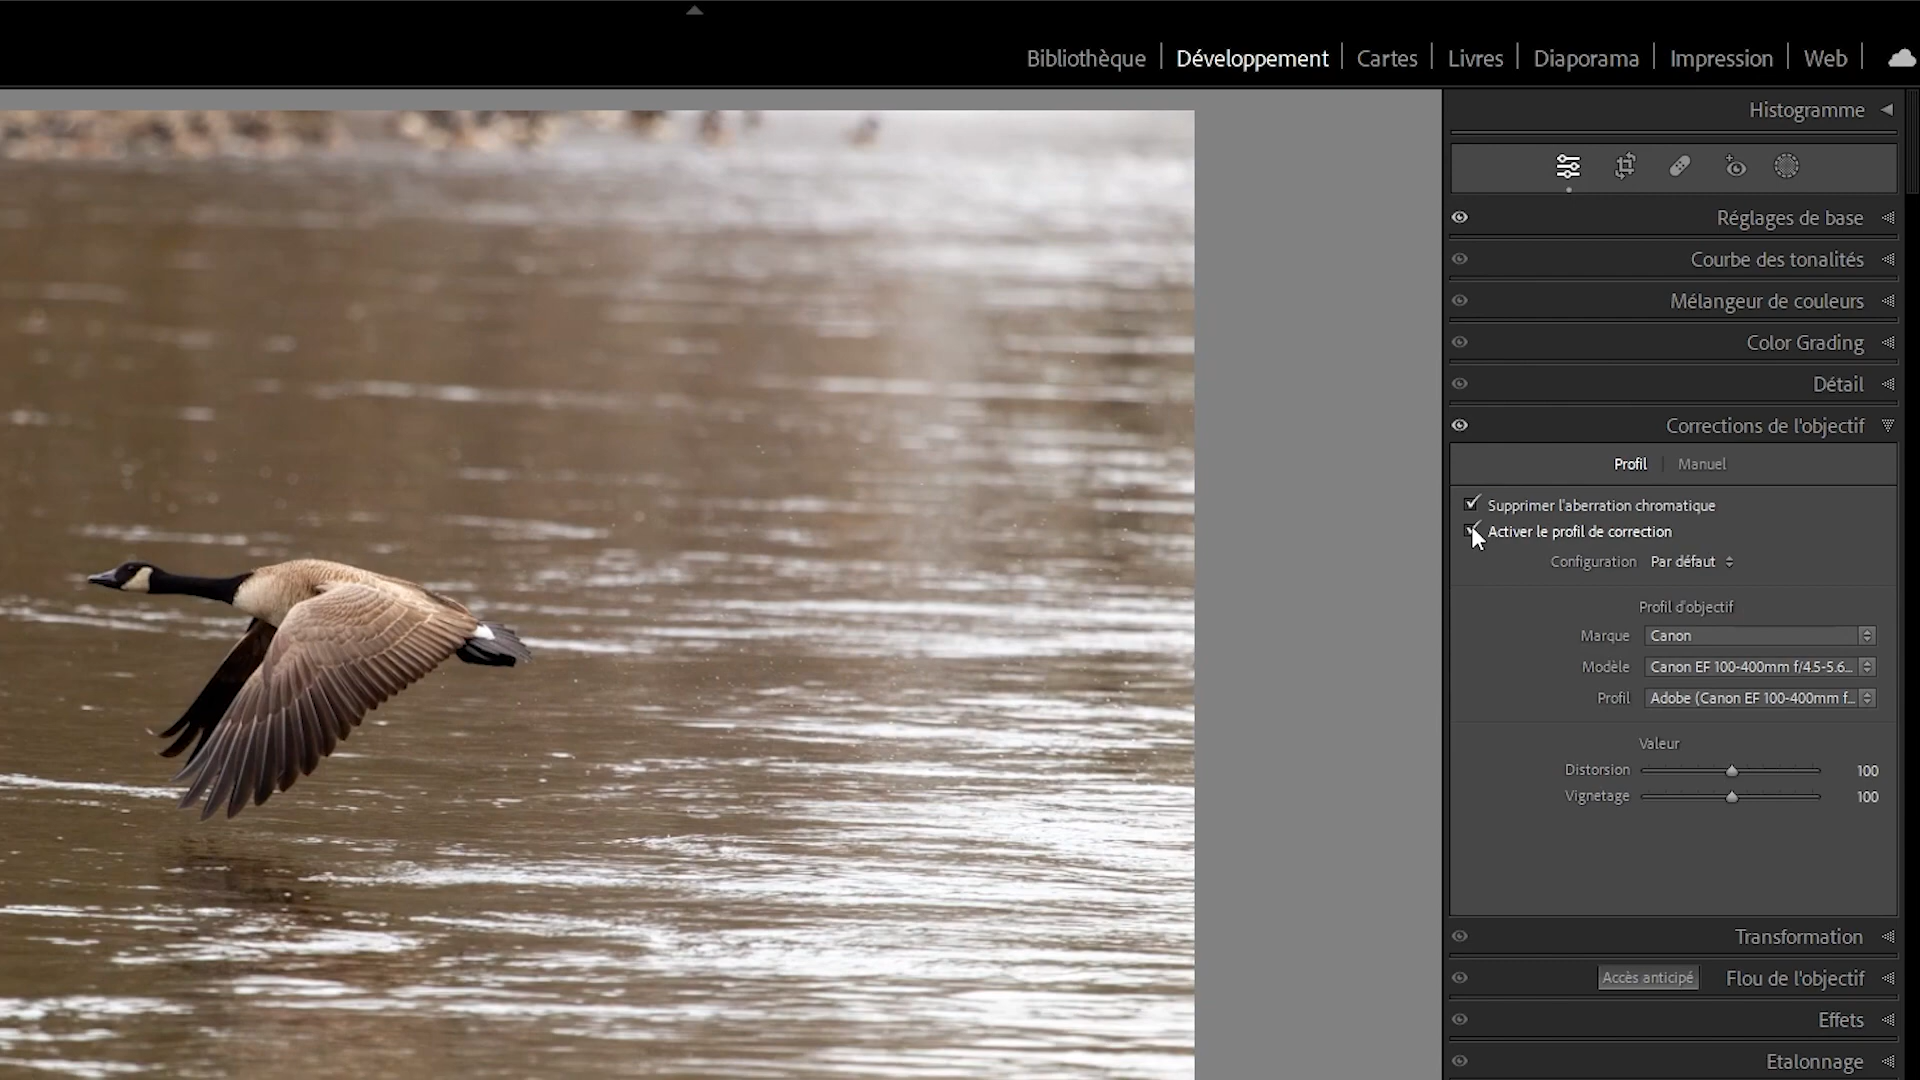 Bibliothèque | Développement | Cartes | Livres | Diaporama | Impression | Web |
Histogramme
Réglages de base
Courbe des tonalités
Mélangeur de couleurs
Color Grading
Détail
Corrections de l'objectif
Profil | Manuel
Supprimer l'aberration chromatique
Activer le profil de correction
Configuration Par défaut
Profil d'objectif
Marque Canon
Modèle Canon EF 100-400mm f/4.5-5.6...
Profil Adobe (Canon EF 100-400mm f...
Valeur
Distorsion 100
Vignetage 100
Transformation
Accès anticipé Flou de l'objectif
Effets
Etalonnage